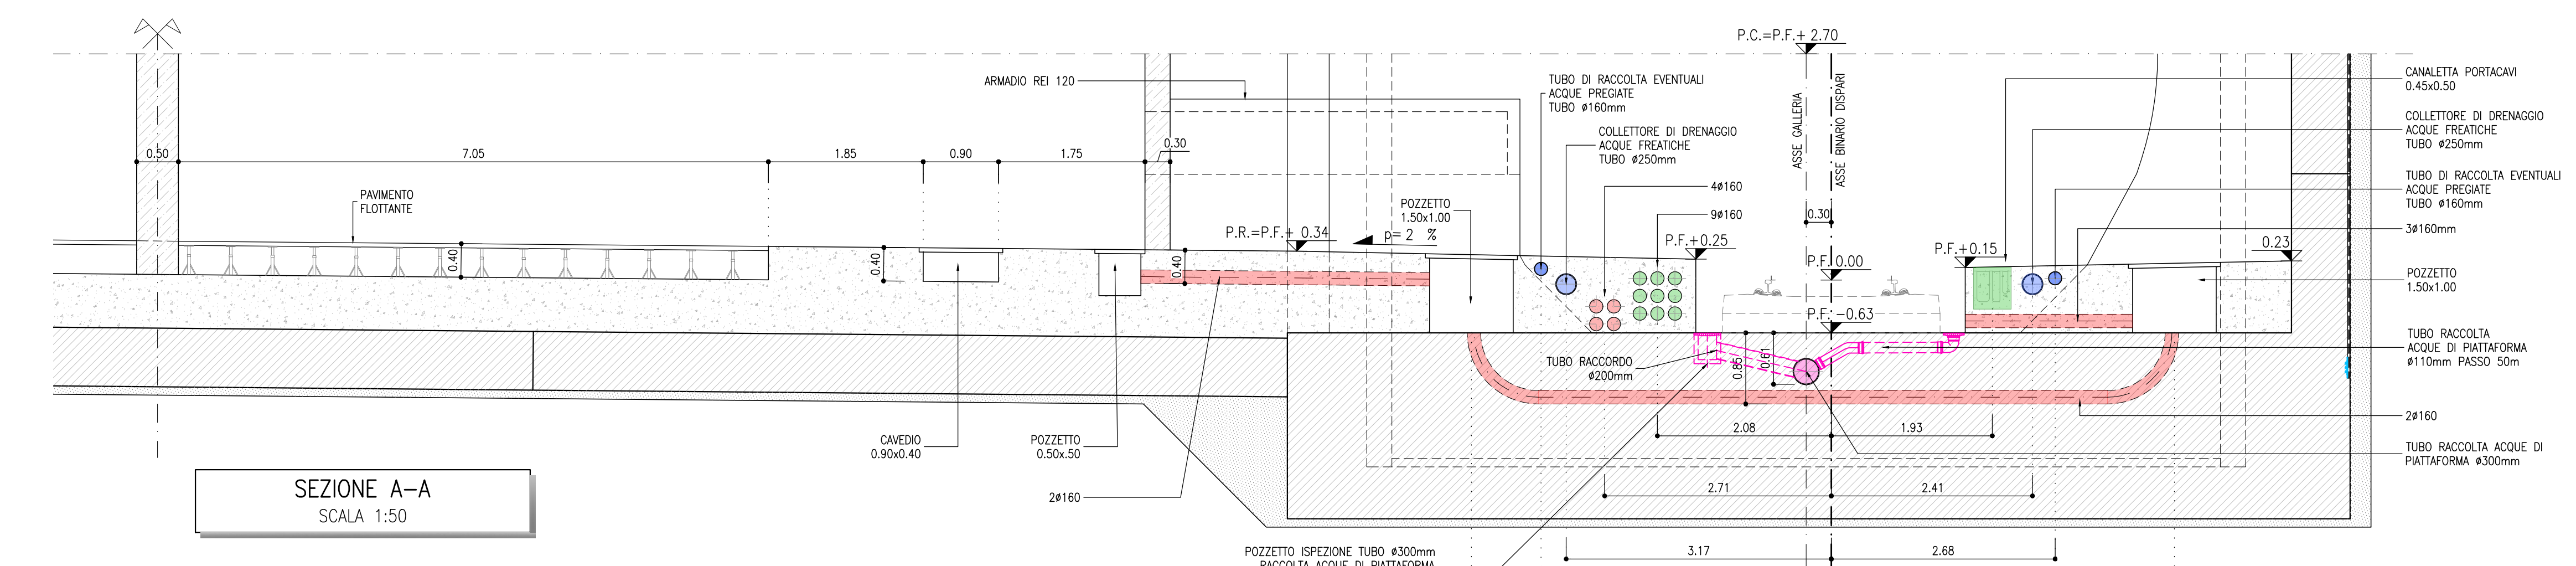 P.C.=P.F.+ 2.70
ARMADIO REI 120
TUBO DI RACCOLTA EVENTUALI
ACQUE PREGIATE
TUBO ø160mm
COLLETTORE DI DRENAGGIO
ACQUE FREATICHE
TUBO ø250mm
ASSE GALLERIA
ASSE BINARIO DISPARI
CANALETTA PORTACAVI
0.45x0.50
COLLETTORE DI DRENAGGIO
ACQUE FREATICHE
TUBO ø250mm
TUBO DI RACCOLTA EVENTUALI
ACQUE PREGIATE
TUBO ø160mm
3ø160mm
0.50
7.05
1.85
0.90
1.75
0.30
4ø160
9ø160
0.30
PAVIMENTO
FLOTTANTE
POZZETTO
1.50x1.00
P.R.=P.F.+ 0.34
p= 2 %
P.F.+0.25
P.F. 0.00
P.F.+0.15
0.23
0.40
0.40
0.40
POZZETTO
1.50x1.00
P.F. -0.63
TUBO RACCORDO
ø200mm
0.85
0.61
TUBO RACCOLTA
ACQUE DI PIATTAFORMA
ø110mm PASSO 50m
2ø160
CAVEDIO
0.90x0.40
POZZETTO
0.50x.50
2.08
1.93
TUBO RACCOLTA ACQUE DI
PIATTAFORMA ø300mm
SEZIONE A-A
SCALA 1:50
2ø160
2.71
2.41
POZZETTO ISPEZIONE TUBO ø300mm
RACCOLTA ACQUE DI PIATTAFORMA
3.17
2.68